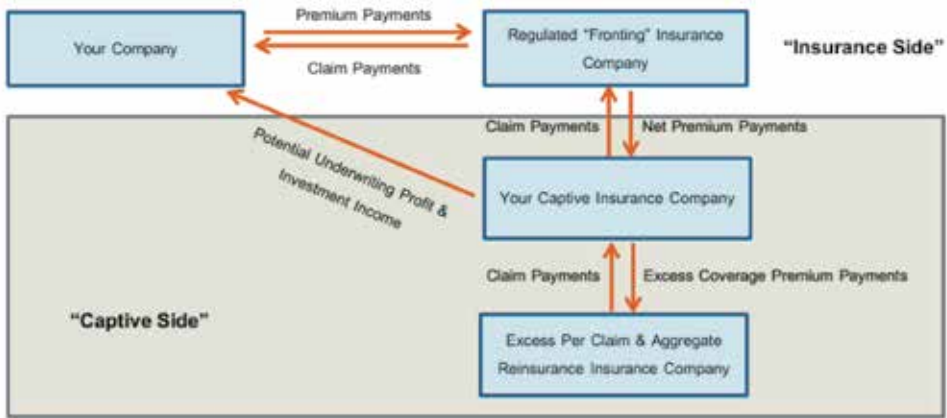 Premium Payments
Your Company
Regulated “Fronting” Insurance
Company
“Insurance Side”
Claim Payments
Claim Payments
Net Premium Payments
Potential Underwriting Profit &
Investment Income
Your Captive Insurance Company
Claim Payments
Excess Coverage Premium Payments
“Captive Side”
Excess Per Claim & Aggregate
Reinsurance Insurance Company